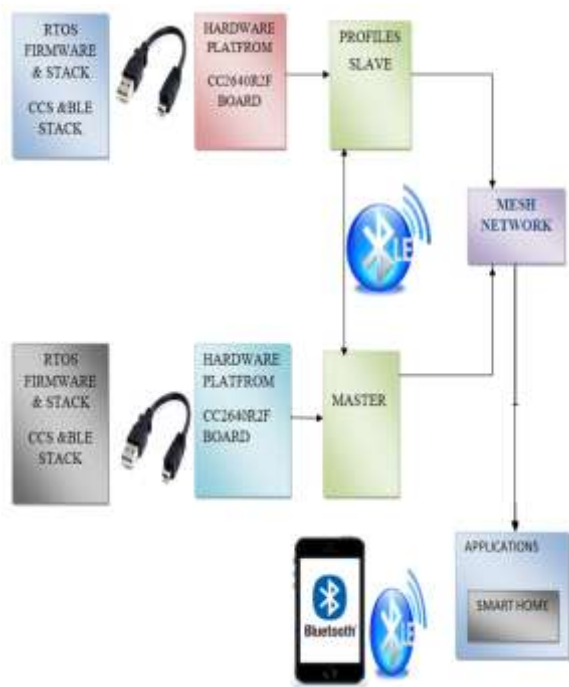 RTOS
FIRMWARE
& STACK
CCS &BLE
STACK
HARDWARE
PLATFROM
CC2640R2F
BOARD
PROFILES
SLAVE
MESH
NETWORK
LE
RTOS
FIRMWARE
& STACK
CCS &BLE
STACK
HARDWARE
PLATFROM
CC2640R2F
BOARD
MASTER
Bluetooth
LE
APPLICATIONS
SMART HOME